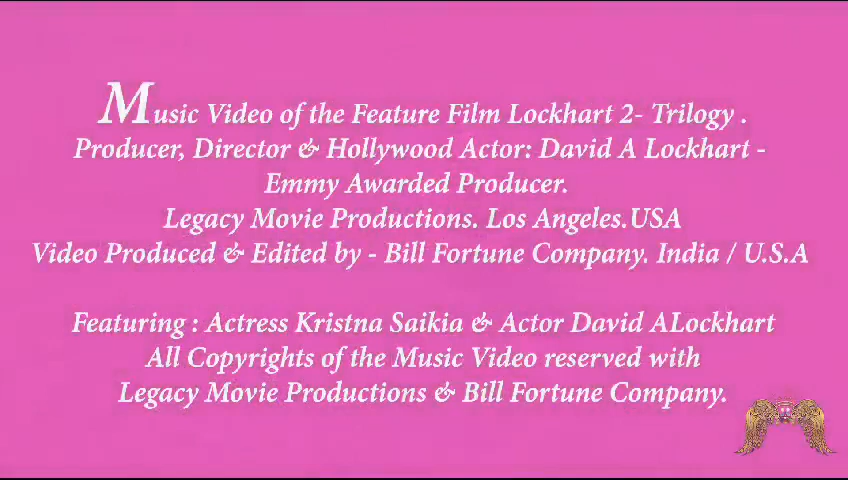 Music Video of the Feature Film Lockhart 2- Trilogy .
Producer, Director & Hollywood Actor: David A Lockhart -
Emmy Awarded Producer.
Legacy Movie Productions. Los Angeles.USA
Video Produced & Edited by - Bill Fortune Company. India / U.S.A
Featuring : Actress Kristna Saikia & Actor David ALockhart
All Copyrights of the Music Video reserved with
Legacy Movie Productions & Bill Fortune Company.